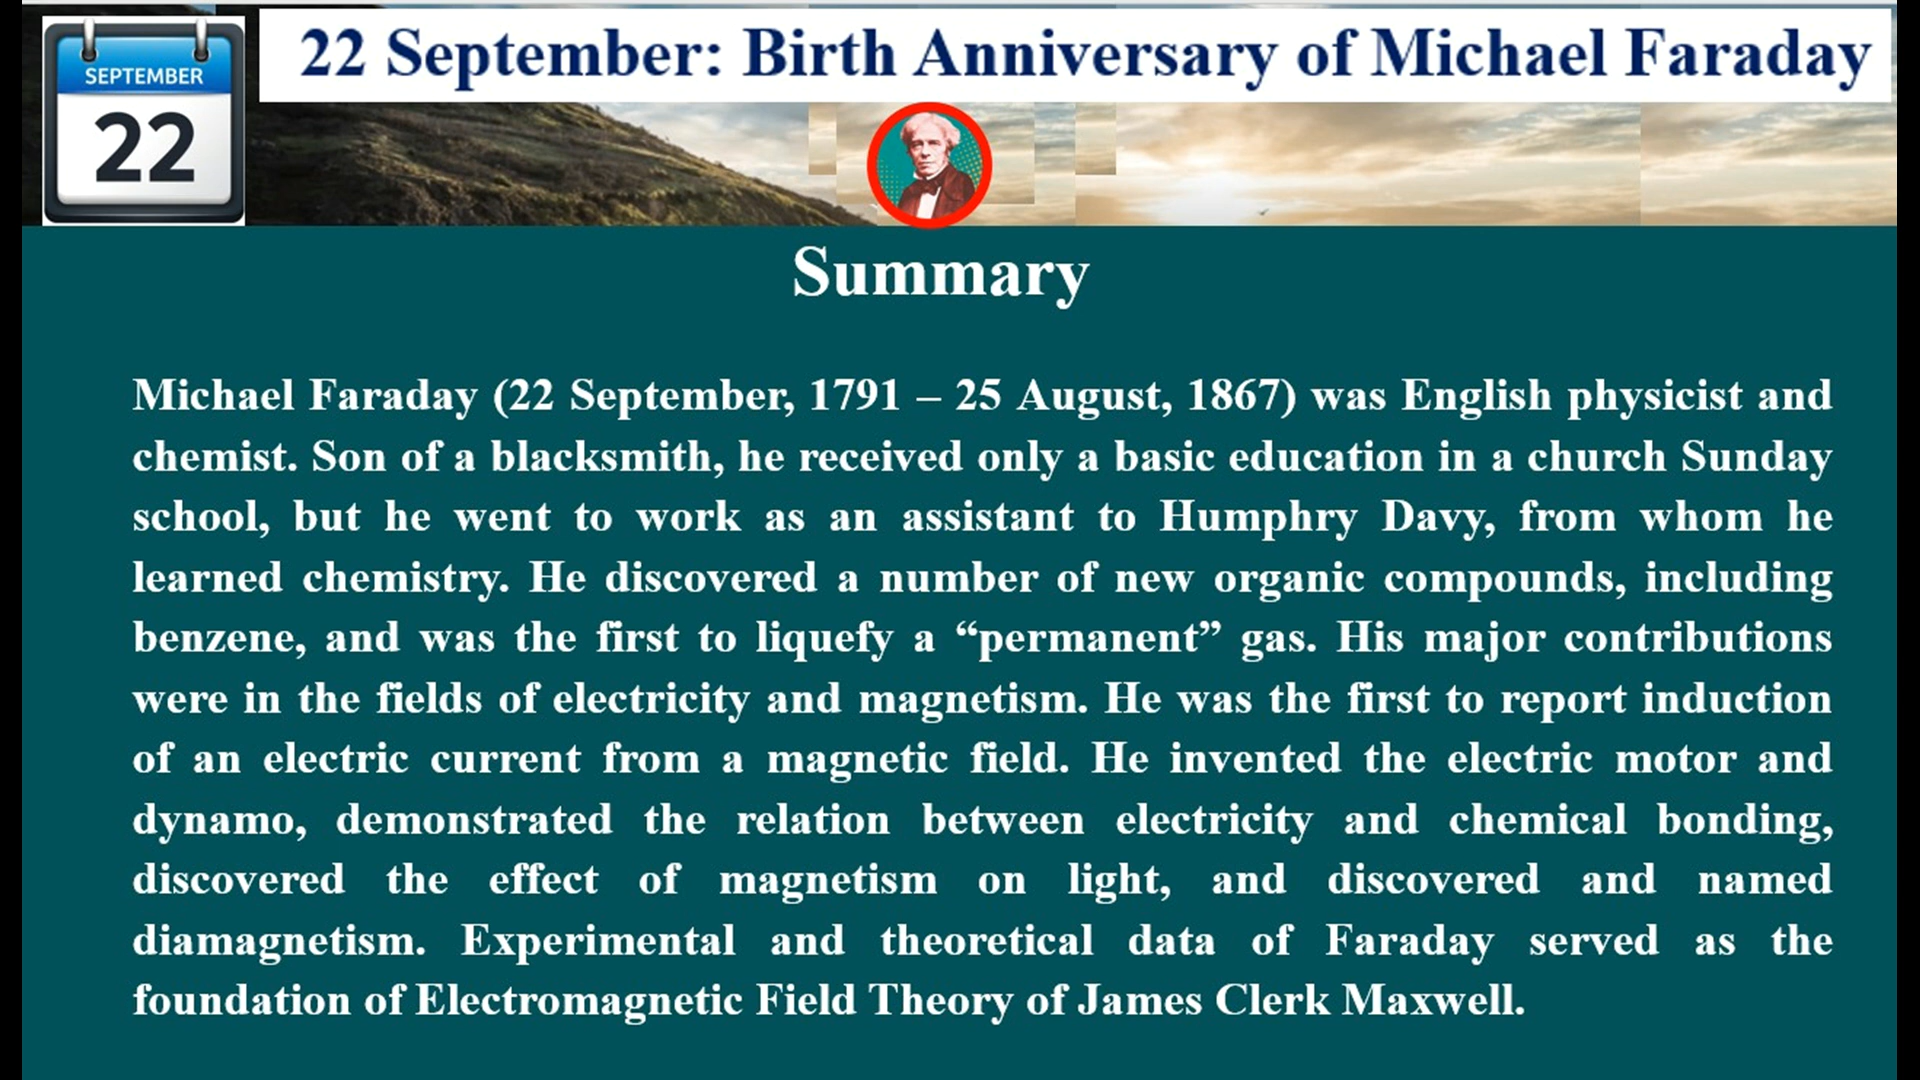 22 September: Birth Anniversary of Michael Faraday
SEPTEMBER
22
Summary
Michael Faraday (22 September, 1791 – 25 August, 1867) was English physicist and
chemist. Son of a blacksmith, he received only a basic education in a church Sunday
school, but he went to work as an assistant to Humphry Davy, from whom he
learned chemistry. He discovered a number of new organic compounds, including
benzene, and was the first to liquefy a “permanent” gas. His major contributions
were in the fields of electricity and magnetism. He was the first to report induction
of an electric current from a magnetic field. He invented the electric motor and
dynamo, demonstrated the relation between electricity and chemical bonding,
discovered the effect of magnetism on light, and discovered and named
diamagnetism. Experimental and theoretical data of Faraday served as the
foundation of Electromagnetic Field Theory of James Clerk Maxwell.